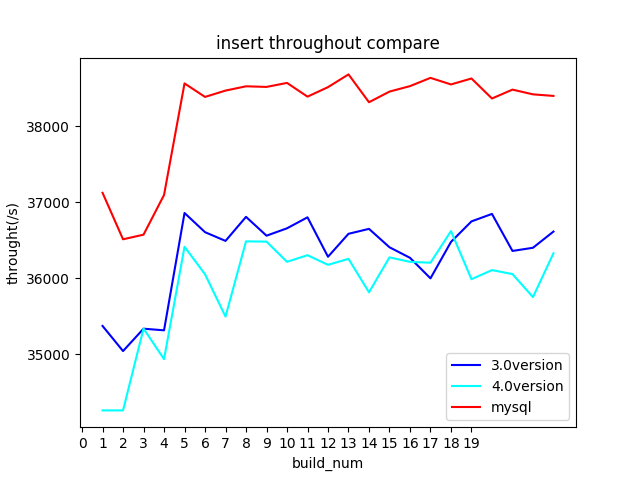 insert throughout compare
throught(/s)
38000
37000
36000
35000
3.0version
4.0version
mysql
0 1 2 3 4 5 6 7 8 9 10 11 12 13 14 15 16 17 18 19
build_num